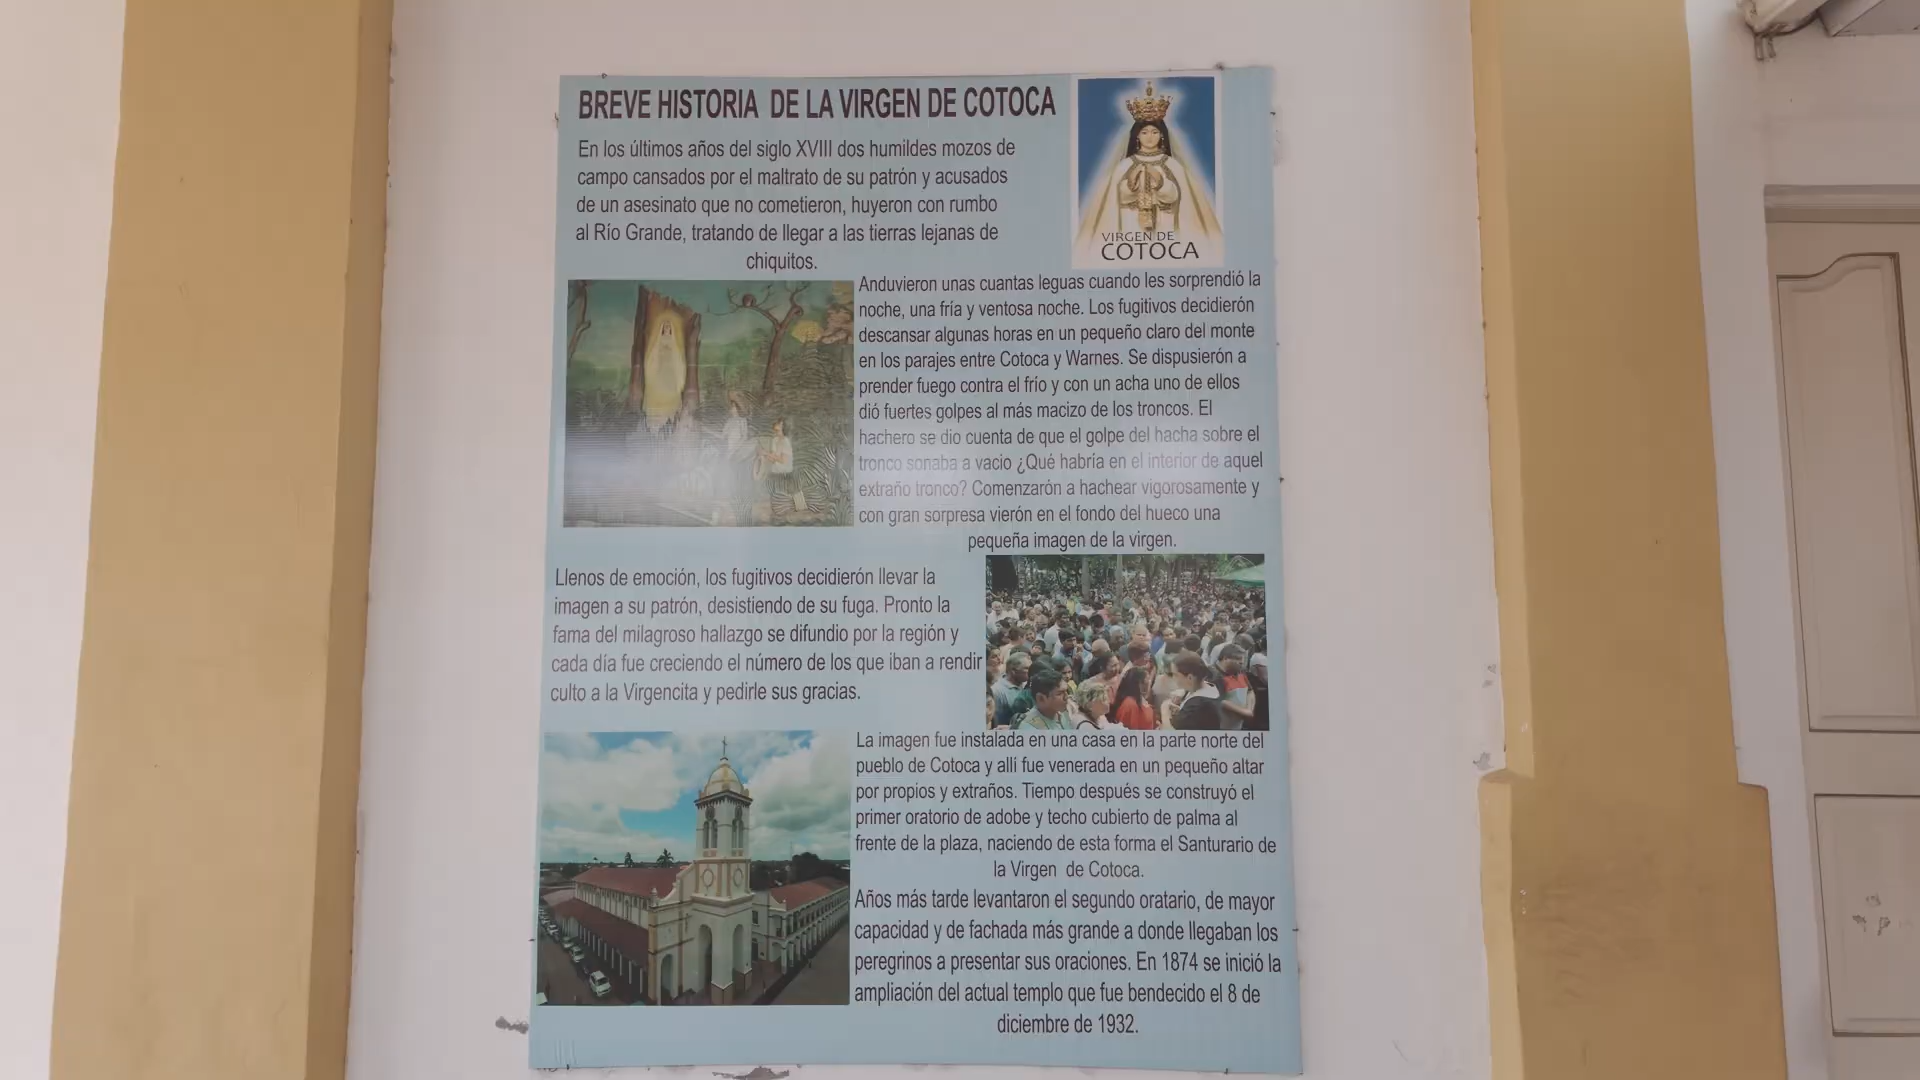 BREVE HISTORIA DE LA VIRGEN DE COTOCA
En los últimos años del siglo XVIII dos humildes mozos de
campo cansados por el maltrato de su patrón y acusados
de un asesinato que no cometieron, huyeron con rumbo
al Río Grande, tratando de llegar a las tierras lejanas de
chiquitos.
VIRGEN DE
COTOCA
Anduvieron unas cuantas leguas cuando les sorprendió la
noche, una fría y ventosa noche. Los fugitivos decidierón
descansar algunas horas en un pequeño claro del monte
en los parajes entre Cotoca y Warnes. Se dispusierón a
prender fuego contra el frío y con un acha uno de ellos
dió fuertes golpes al más macizo de los troncos. El
hachero se dio cuenta de que el golpe del hacha sobre el
tronco sonaba a vacio ¿Qué habría en el interior de aquel
extraño tronco? Comenzarón a hachear vigorosamente y
con gran sorpresa vierón en el fondo del hueco una
pequeña imagen de la virgen.
Llenos de emoción, los fugitivos decidierón llevar la
imagen a su patrón, desistiendo de su fuga. Pronto la
fama del milagroso hallazgo se difundio por la región y
cada día fue creciendo el número de los que iban a rendir
culto a la Virgencita y pedirle sus gracias.
La imagen fue instalada en una casa en la parte norte del
pueblo de Cotoca y alli fue venerada en un pequeño altar
por propios y extraños. Tiempo después se construyó el
primer oratorio de adobe y techo cubierto de palma al
frente de la plaza, naciendo de esta forma el Santurario de
la Virgen de Cotoca.
Años más tarde levantaron el segundo oratario, de mayor
capacidad y de fachada más grande a donde llegaban los
peregrinos a presentar sus oraciones. En 1874 se inició la
ampliación del actual templo que fue bendecido el 8 de
diciembre de 1932.